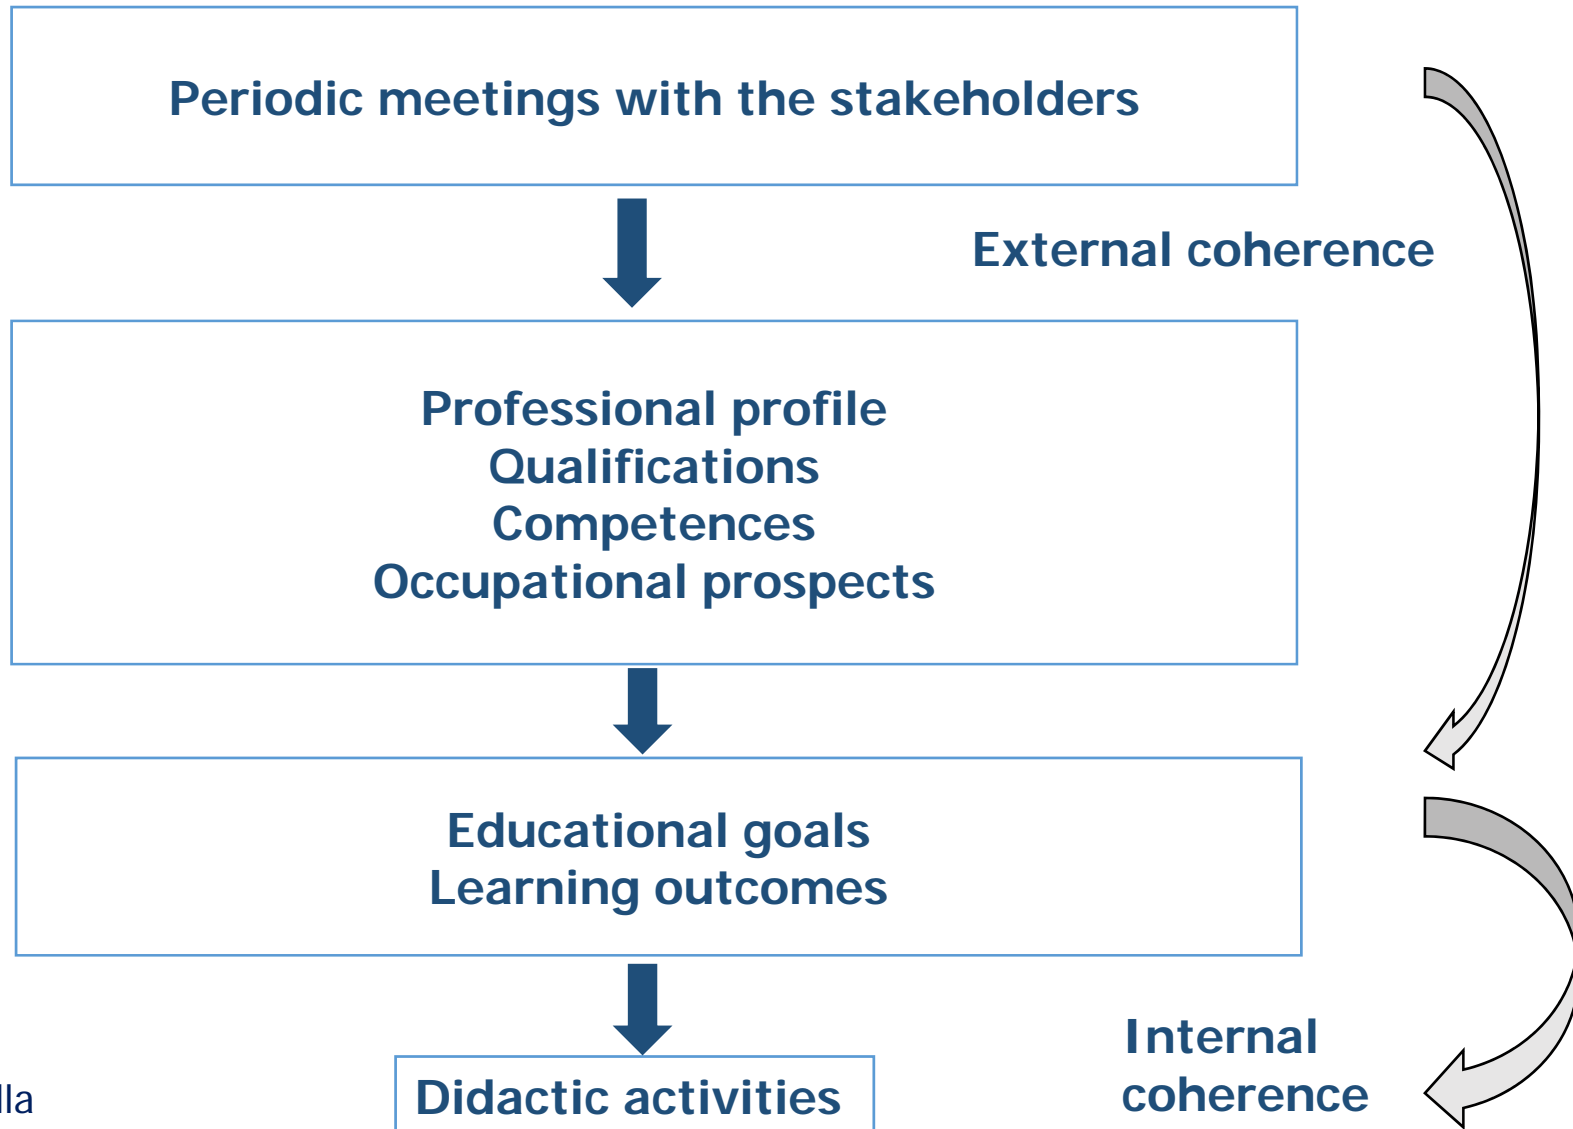 Periodic meetings with the stakeholders
External coherence
Professional profile
Qualifications
Competences
Occupational prospects
Educational goals
Learning outcomes
Internal
coherence
Didactic activities
lla